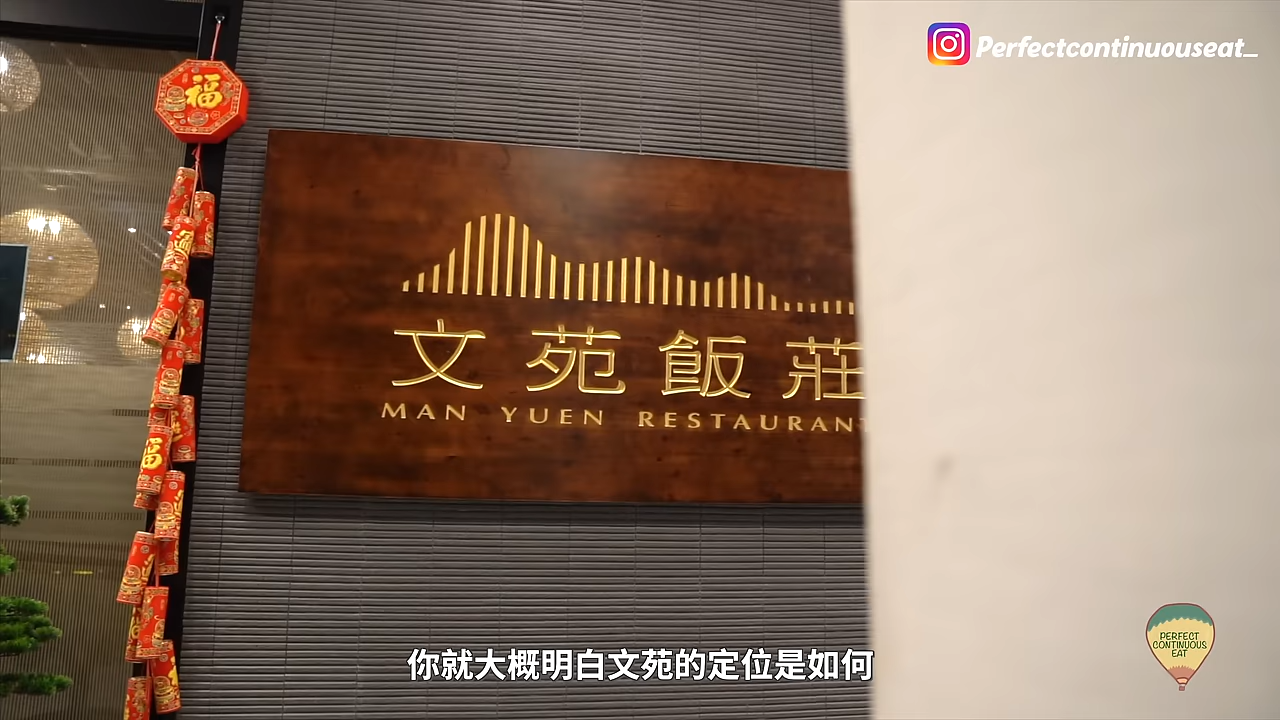 Perfectcontinuouseat_
福
文苑飯莊
MAN YUEN RESTAURANT
福
你就大概明白文苑的定位是如何
PERFECT
CONTINUOUS
EAT